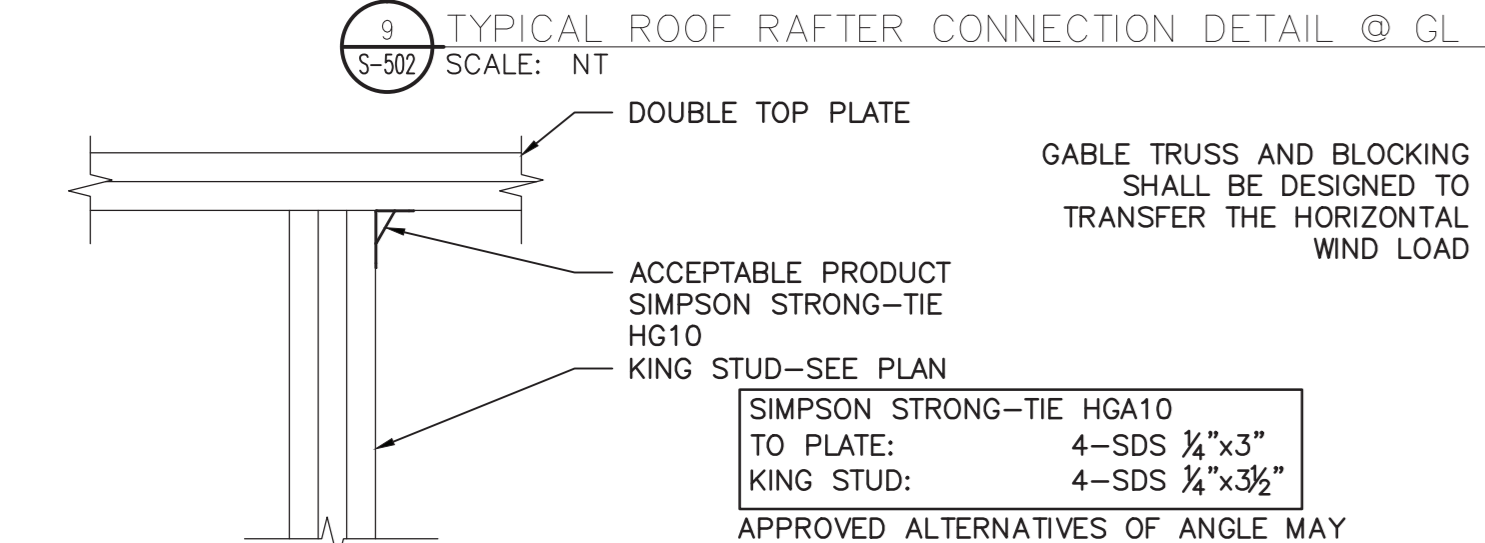 9
S-502
TYPICAL ROOF RAFTER CONNECTION DETAIL @ GL
SCALE: NT
DOUBLE TOP PLATE
GABLE TRUSS AND BLOCKING
SHALL BE DESIGNED TO
TRANSFER THE HORIZONTAL
WIND LOAD
ACCEPTABLE PRODUCT
SIMPSON STRONG-TIE
HG10
KING STUD-SEE PLAN
SIMPSON STRONG-TIE HGA10
TO PLATE: 4-SDS ¼"x3"
KING STUD: 4-SDS ¼"x3½"
APPROVED ALTERNATIVES OF ANGLE MAY